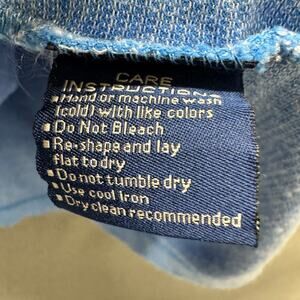 CARE
INSTRUCTIONS
▪Hand or machine wash
(cold) with like colors
▪Do Not Bleach
▪Re-shape and lay
flat to dry
▪Do not tumble dry
▪Use cool iron
▪Dry clean recommended